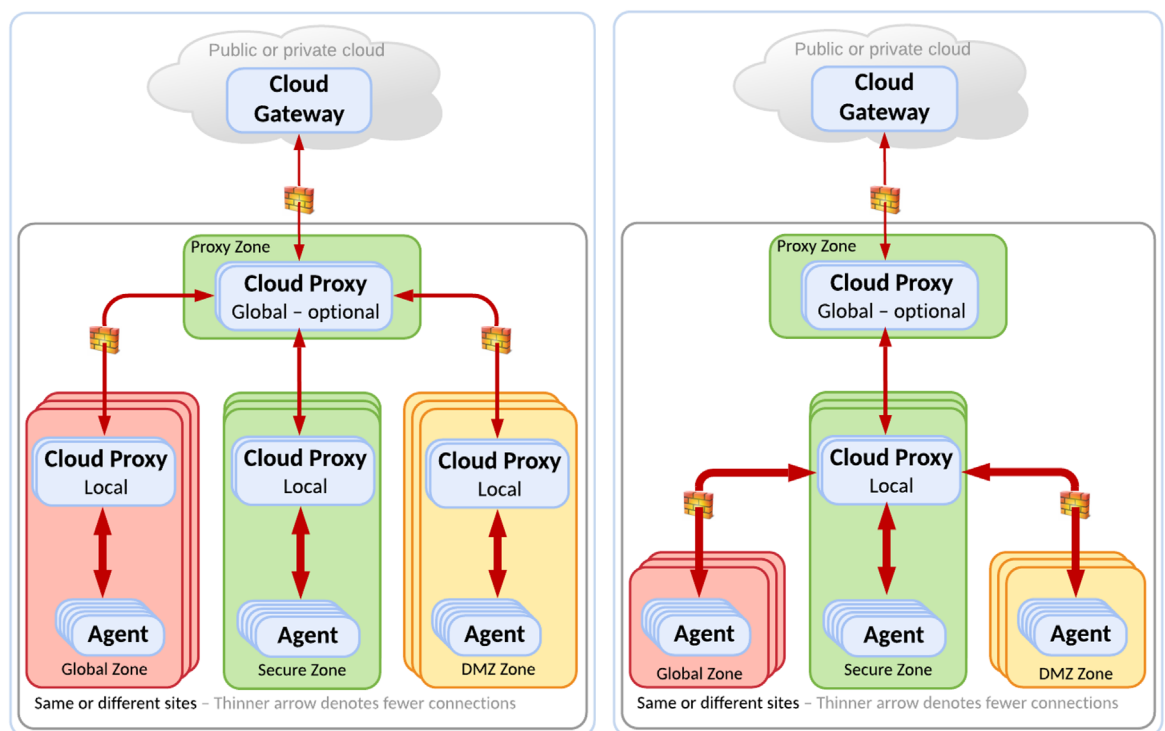 Public or private cloud
Cloud
Gateway
Proxy Zone
Cloud Proxy
Global – optional
Cloud Proxy
Local
Cloud Proxy
Local
Cloud Proxy
Local
Agent
Agent
Agent
Global Zone
Secure Zone
DMZ Zone
Same or different sites – Thinner arrow denotes fewer connections
Public or private cloud
Cloud
Gateway
Proxy Zone
Cloud Proxy
Global – optional
Cloud Proxy
Local
Agent
Agent
Agent
Global Zone
Secure Zone
DMZ Zone
Same or different sites – Thinner arrow denotes fewer connections